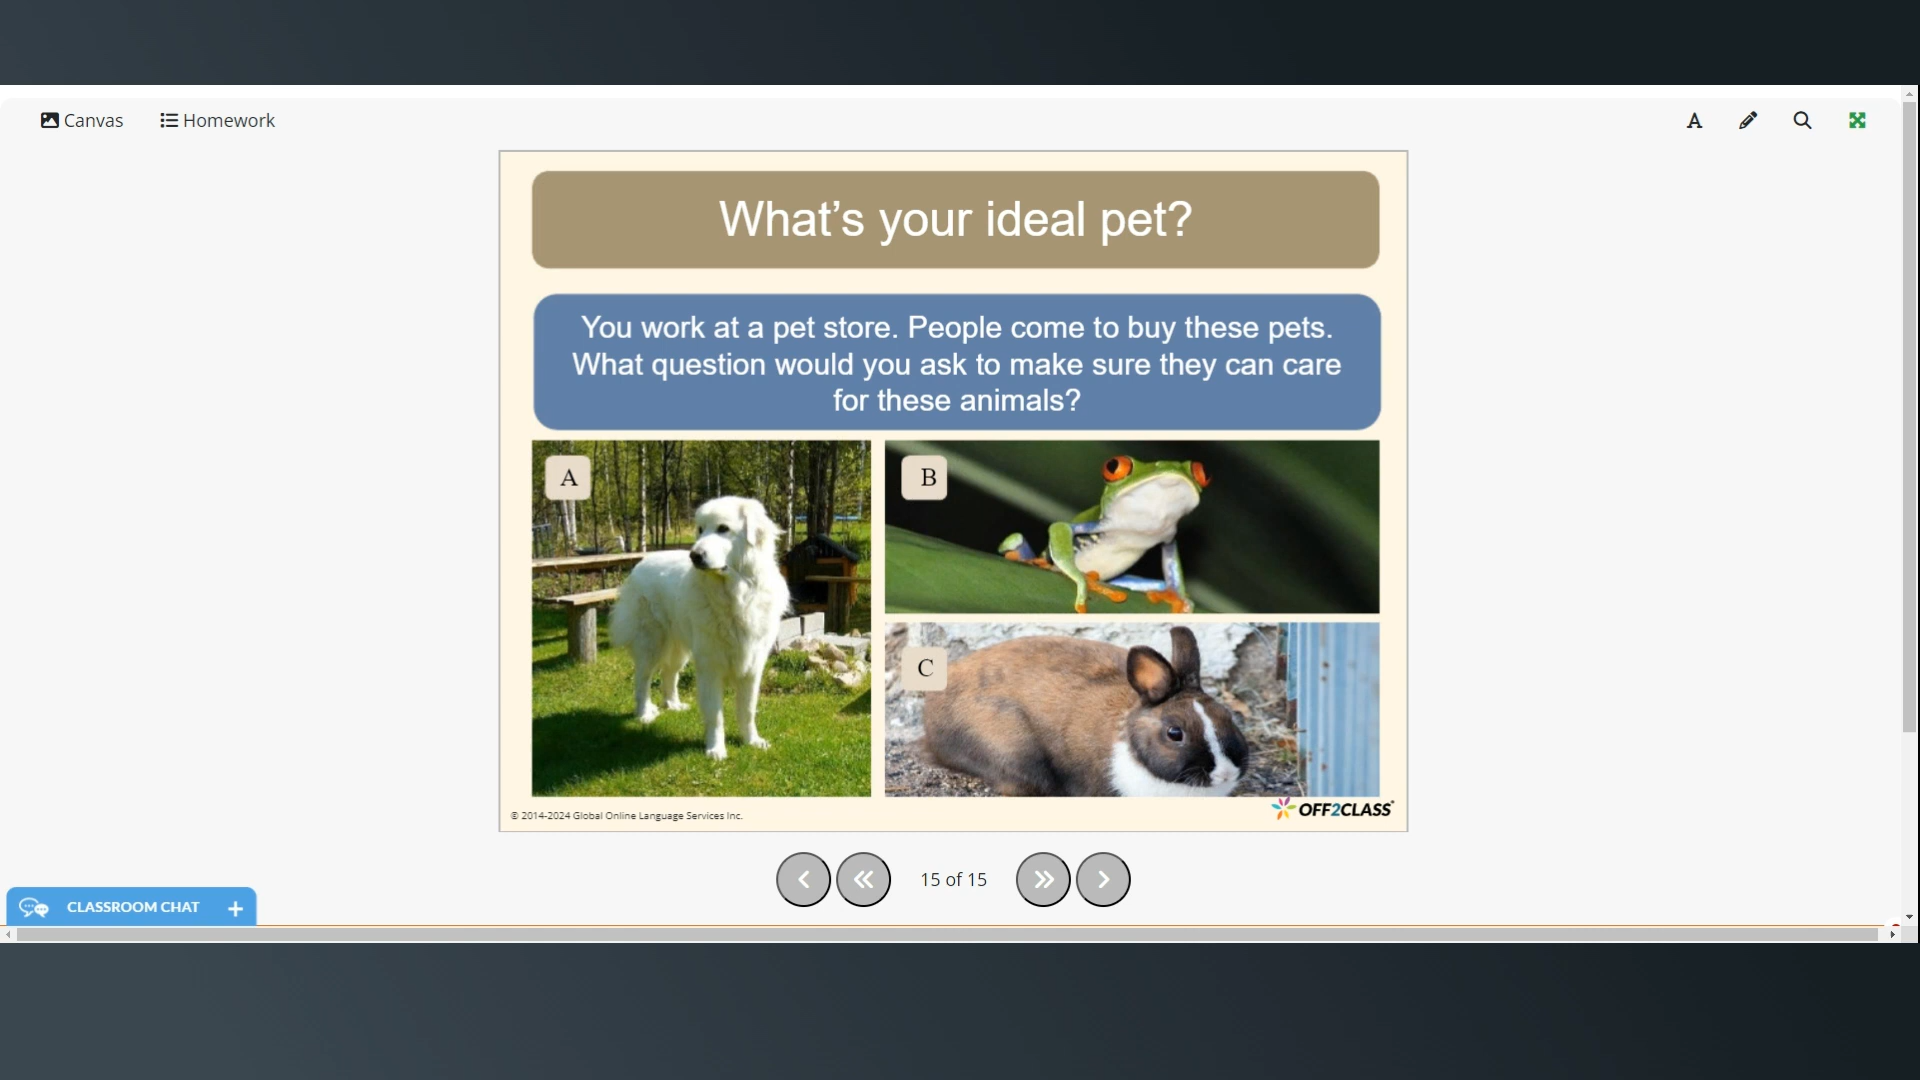 Canvas
Homework
A
What's your ideal pet?
You work at a pet store. People come to buy these pets.
What question would you ask to make sure they can care
for these animals?
A
B
C
© 2014-2024 Global Online Language Services Inc.
OFF2CLASS
15 of 15
CLASSROOM CHAT +